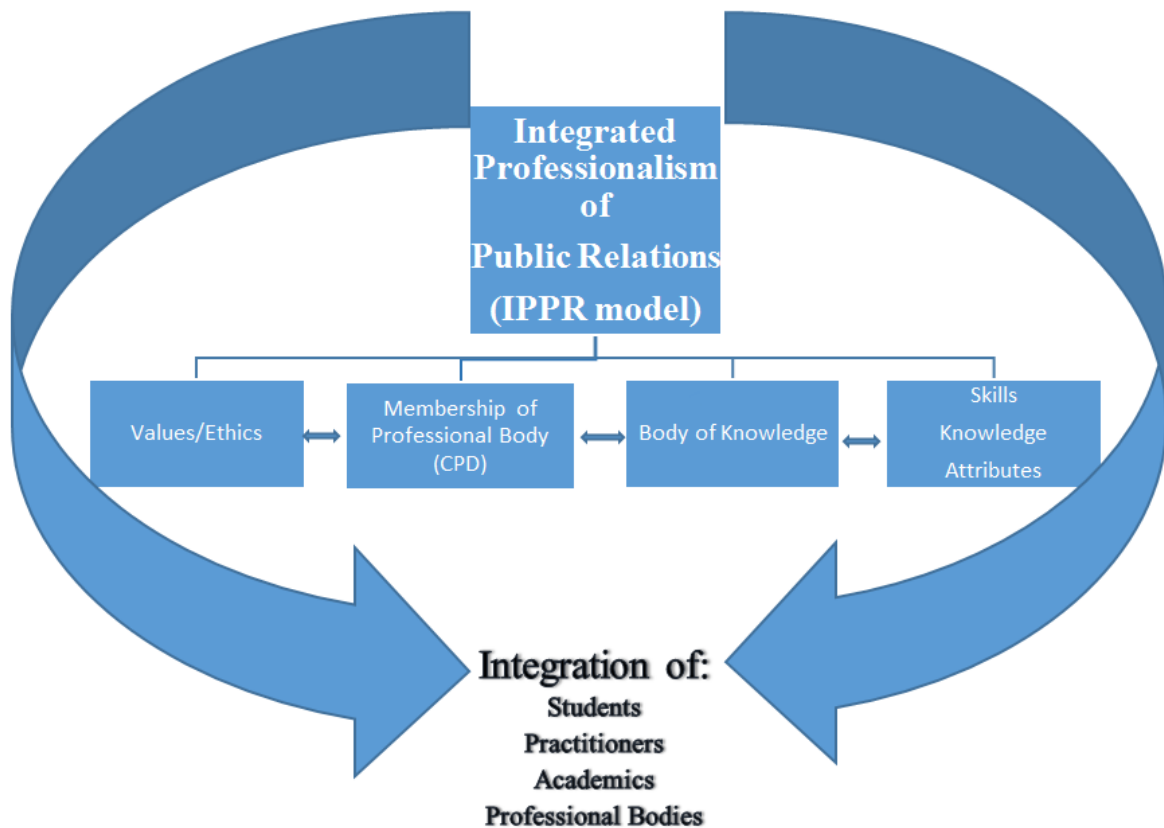 Integrated
Professionalism
of
Public Relations
(IPPR model)
Values/Ethics
Membership of
Professional Body
(CPD)
Body of Knowledge
Skills
Knowledge
Attributes
Integration of:
Students
Practitioners
Academics
Professional Bodies